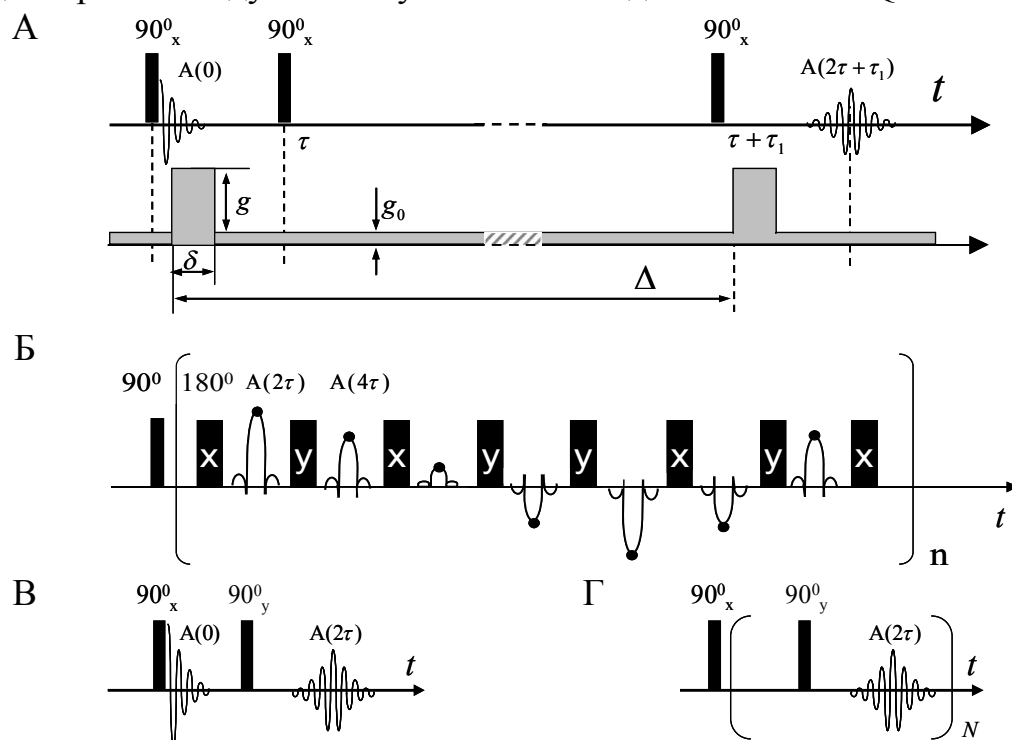 А
90⁰ₓ 90⁰ₓ 90⁰ₓ
A(0) A(2τ + τ₁) t
τ τ + τ₁
g g₀
δ Δ
Б
90⁰ 180⁰ A(2τ) A(4τ)
x y x y y x y x
t
n
В Г
90⁰ₓ 90⁰ᵧ 90⁰ₓ 90⁰ᵧ
A(0) A(2τ) t A(2τ) t
N